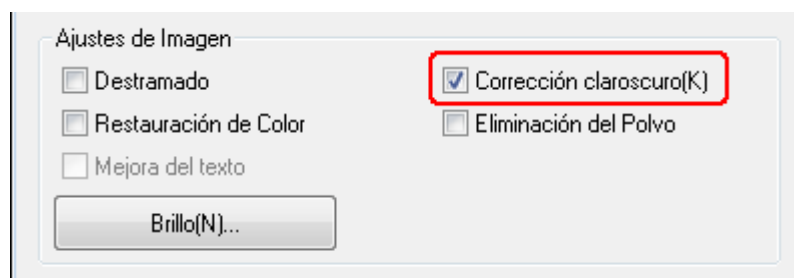 Ajustes de Imagen
Destramado
Corrección claroscuro(K)
Restauración de Color
Eliminación del Polvo
Mejora del texto
Brillo(N)...